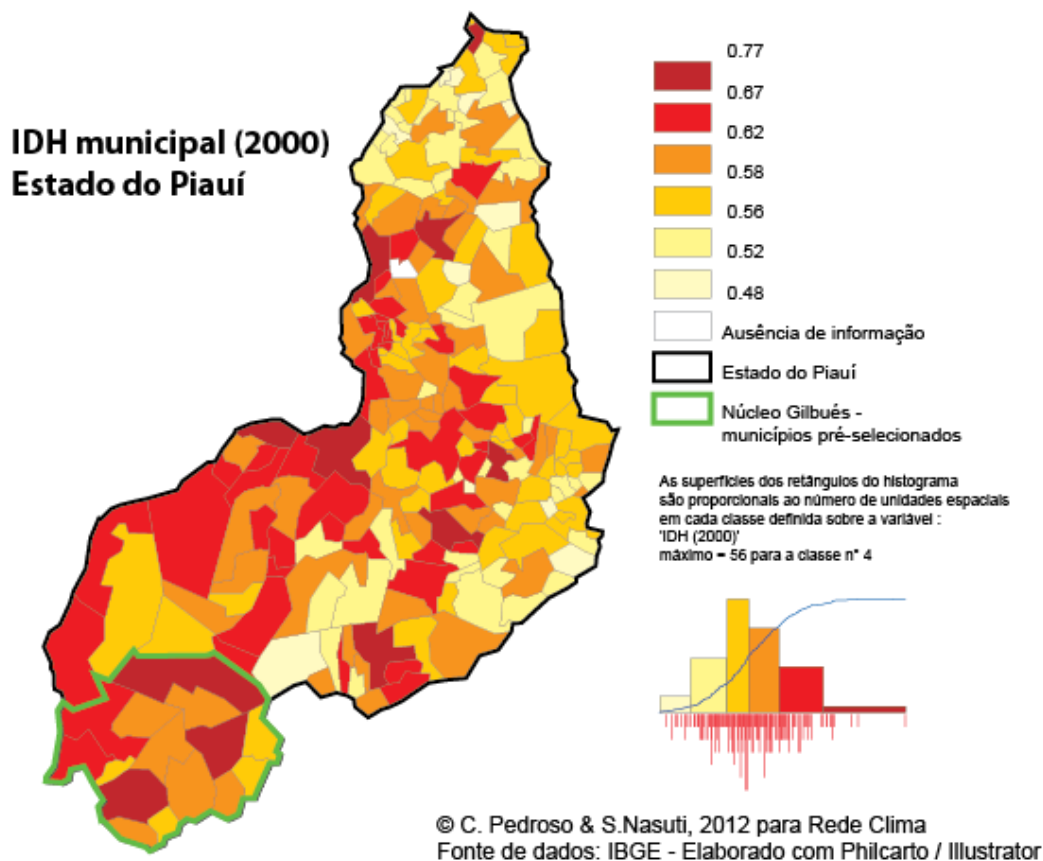 IDH municipal (2000)
Estado do Piauí
0.77
0.67
0.62
0.58
0.56
0.52
0.48
Ausência de informação
Estado do Piauí
Núcleo Gilbués -
municípios pré-selecionados
As superfícies dos retângulos do histograma
são proporcionais ao número de unidades espaciais
em cada classe definida sobre a variável :
'IDH (2000)'
máximo = 56 para a classe n° 4
© C. Pedroso & S.Nasuti, 2012 para Rede Clima
Fonte de dados: IBGE - Elaborado com Philcarto / Illustrator